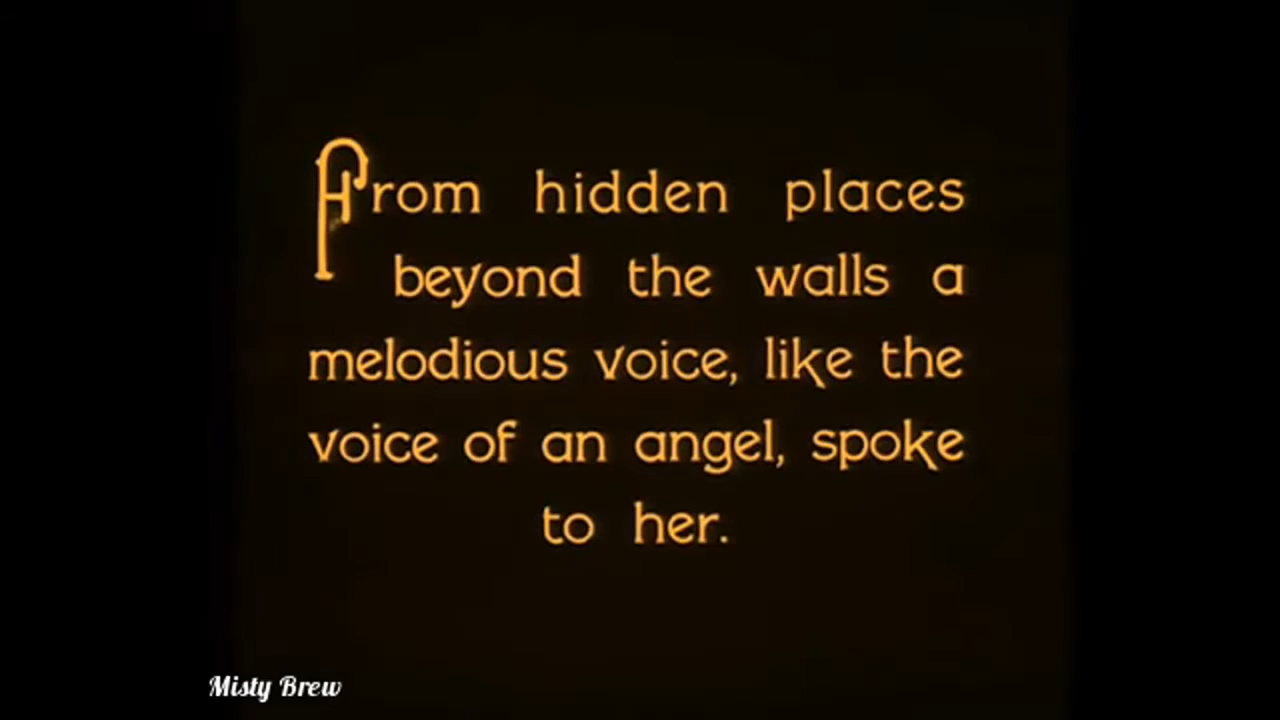 From hidden places
beyond the walls a
melodious voice, like the
voice of an angel, spoke
to her.
Misty Brew